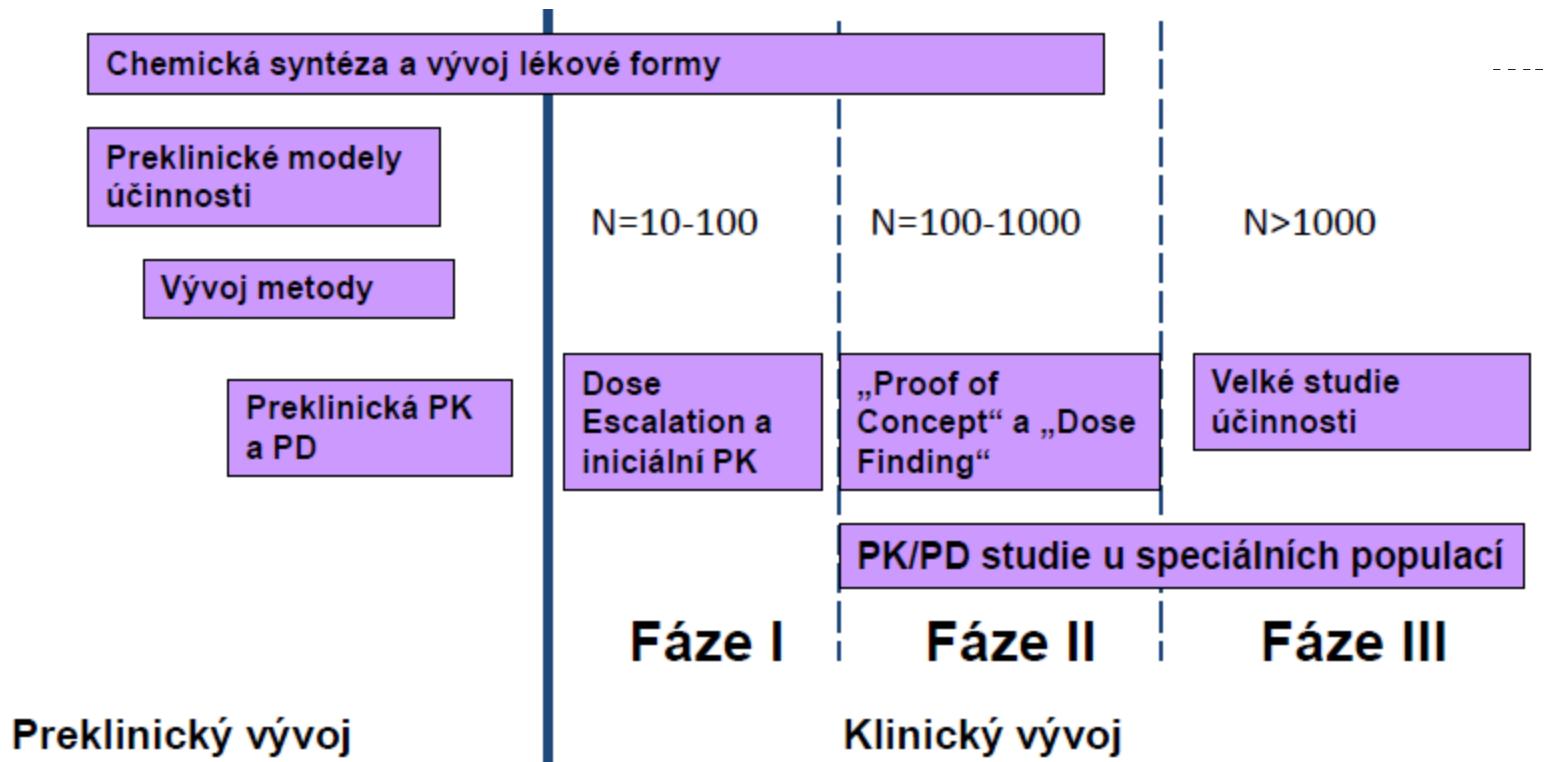 Chemická syntéza a vývoj lékové formy
Preklinické modely
účinnosti
N=10-100
N=100-1000
N>1000
Vývoj metody
Preklinická PK
a PD
Dose
Escalation a
iniciální PK
„Proof of
Concept“ a „Dose
Finding“
Velké studie
účinnosti
PK/PD studie u speciálních populací
Fáze I
Fáze II
Fáze III
Preklinický vývoj
Klinický vývoj